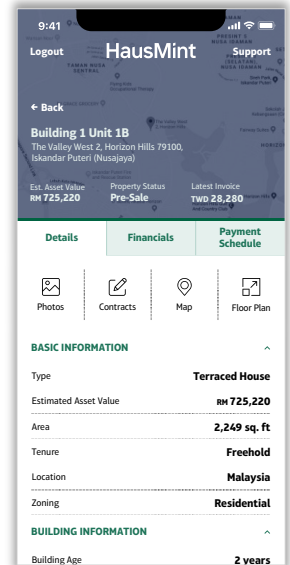 9:41
Logout HausMint Support
← Back
Building 1 Unit 1B
The Valley West 2, Horizon Hills 79100,
Iskandar Puteri (Nusajaya)
Est. Asset Value Property Status Latest Invoice
RM 725,220 Pre-Sale TWD 28,280
Details Financials Payment
Schedule
Photos Contracts Map Floor Plan
BASIC INFORMATION
Type Terraced House
Estimated Asset Value RM 725,220
Area 2,249 sq. ft
Tenure Freehold
Location Malaysia
Zoning Residential
BUILDING INFORMATION
Building Age 2 years